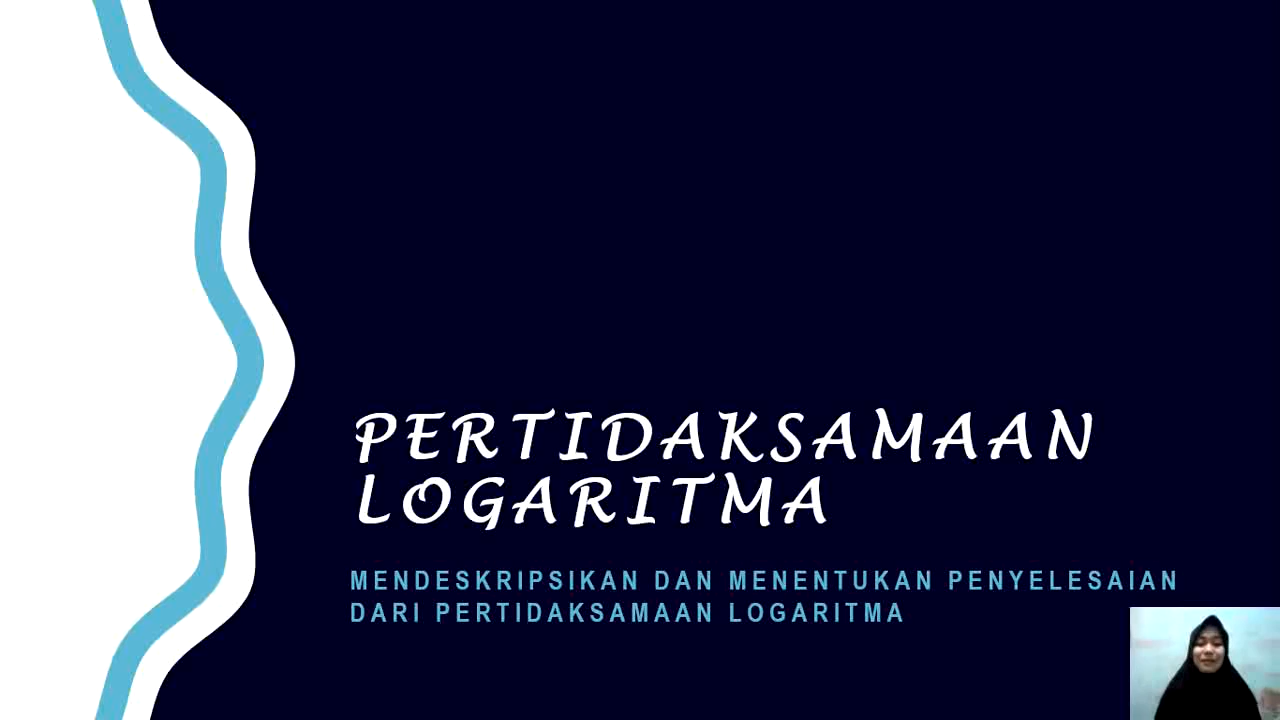 PERTIDAKSAMAAN
LOGARITMA
MENDESKRIPSIKAN DAN MENENTUKAN PENYELESAIAN
DARI PERTIDAKSAMAAN LOGARITMA